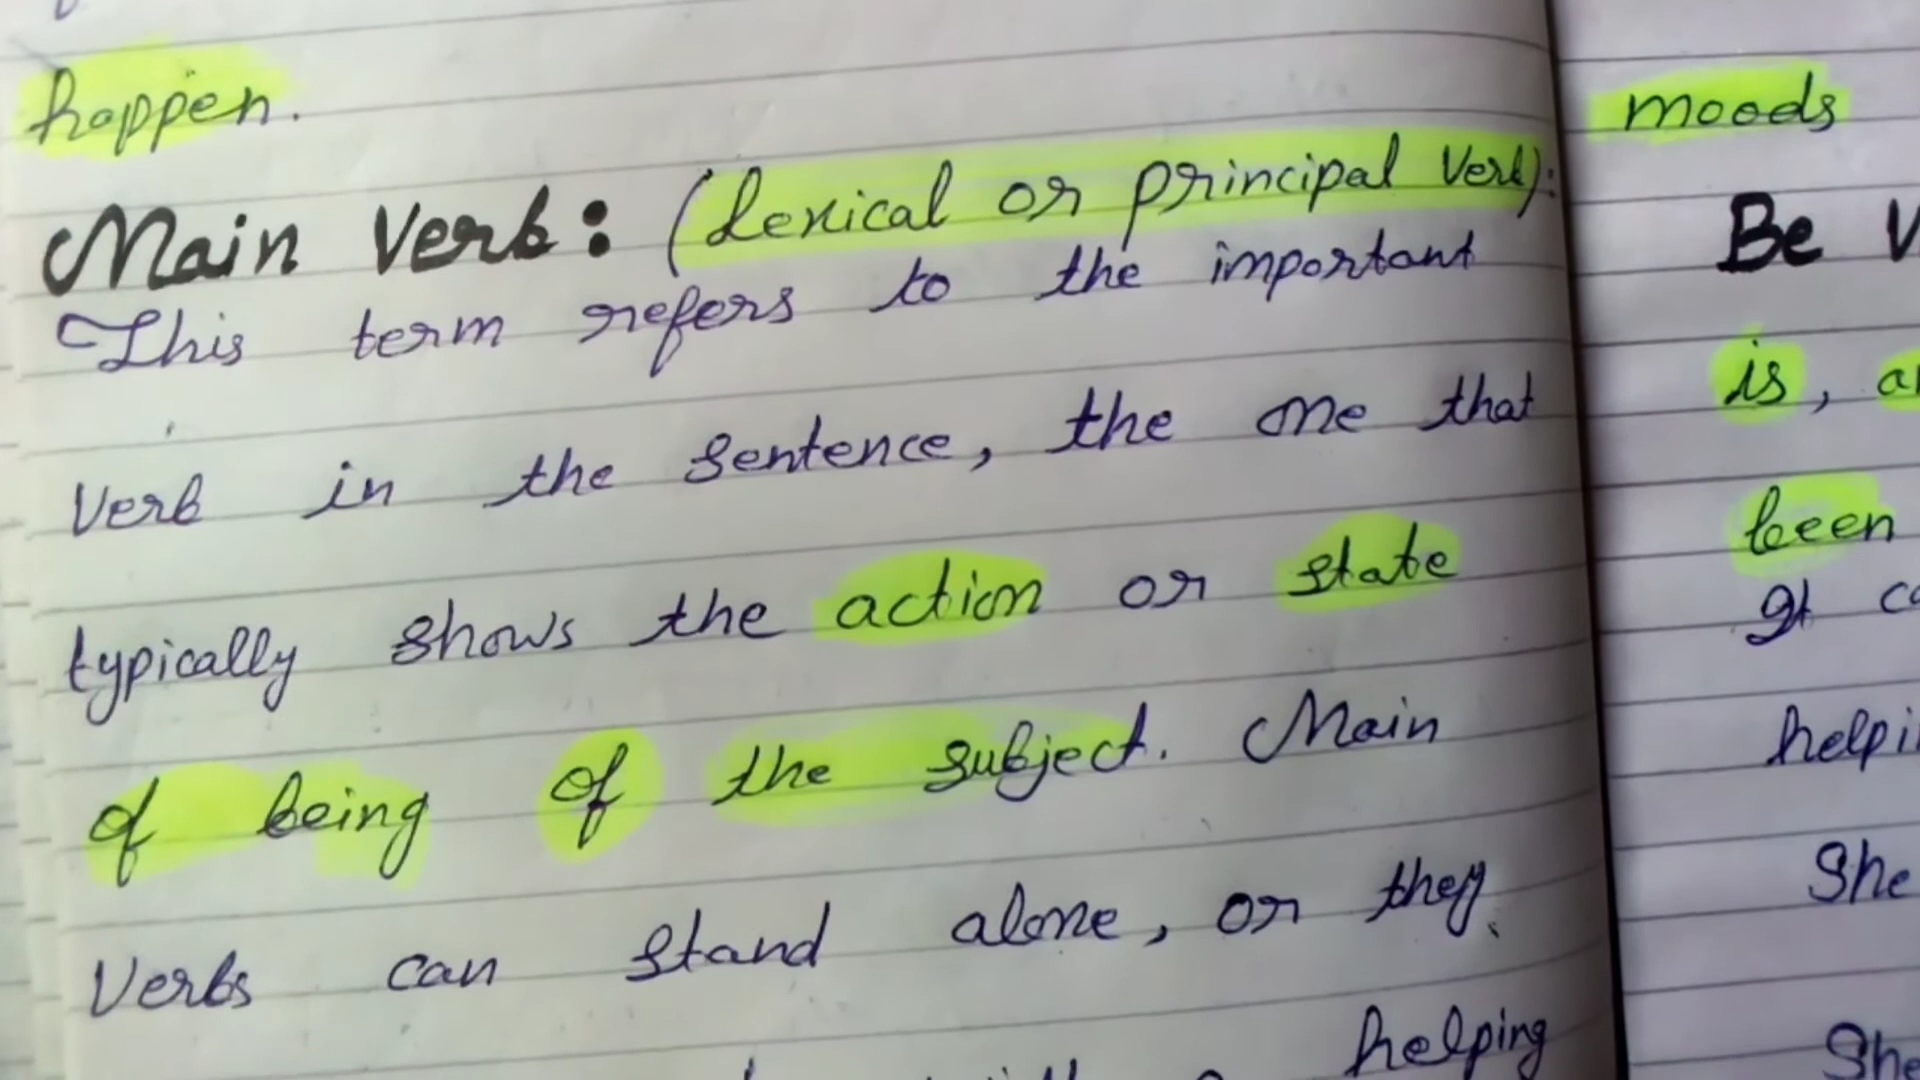 happen.
Main Verb: (Lexical or principal Verb):
This term refers to the important
Verb in the sentence, the one that
typically shows the action or state
of being of the subject. Main
Verbs can stand alone, or they
helping
moods
Be
is,
been
It
She
She